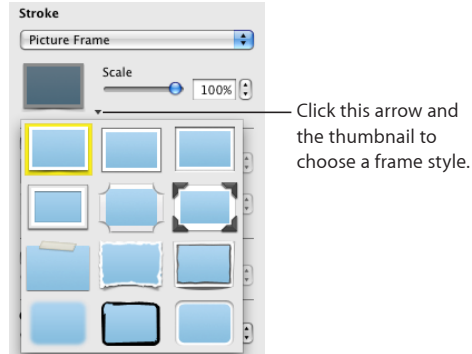 Stroke
Picture Frame
Scale
100%
Click this arrow and
the thumbnail to
choose a frame style.